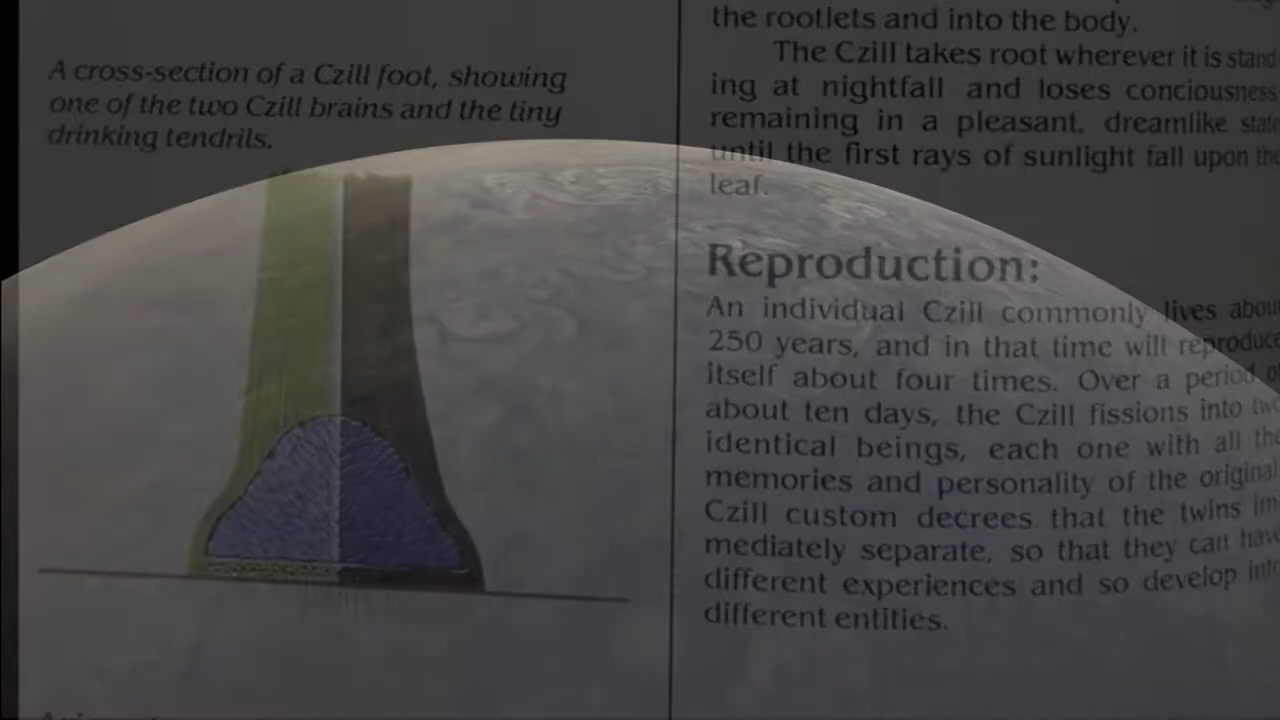 A cross-section of a Czill foot, showing
one of the two Czill brains and the tiny
drinking tendrils.
the rootlets and into the body.
The Czill takes root wherever it is stand-
ing at nightfall and loses conciousness,
remaining in a pleasant, dreamlike state
until the first rays of sunlight fall upon the
leaf.
Reproduction:
An individual Czill commonly lives about
250 years, and in that time will reproduce
itself about four times. Over a period of
about ten days, the Czill fissions into two
identical beings, each one with all the
memories and personality of the original.
Czill custom decrees that the twins im-
mediately separate, so that they can have
different experiences and so develop into
different entities.